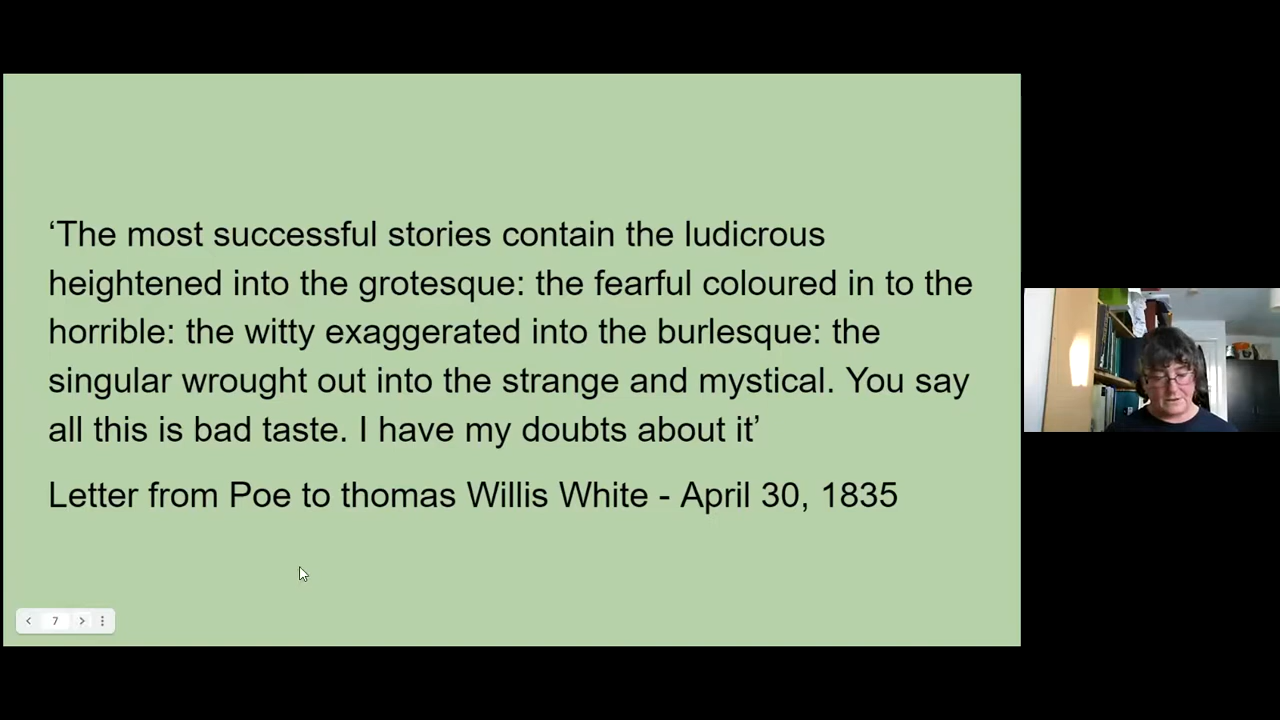 ‘The most successful stories contain the ludicrous
heightened into the grotesque: the fearful coloured in to the
horrible: the witty exaggerated into the burlesque: the
singular wrought out into the strange and mystical. You say
all this is bad taste. I have my doubts about it’
Letter from Poe to thomas Willis White - April 30, 1835
7